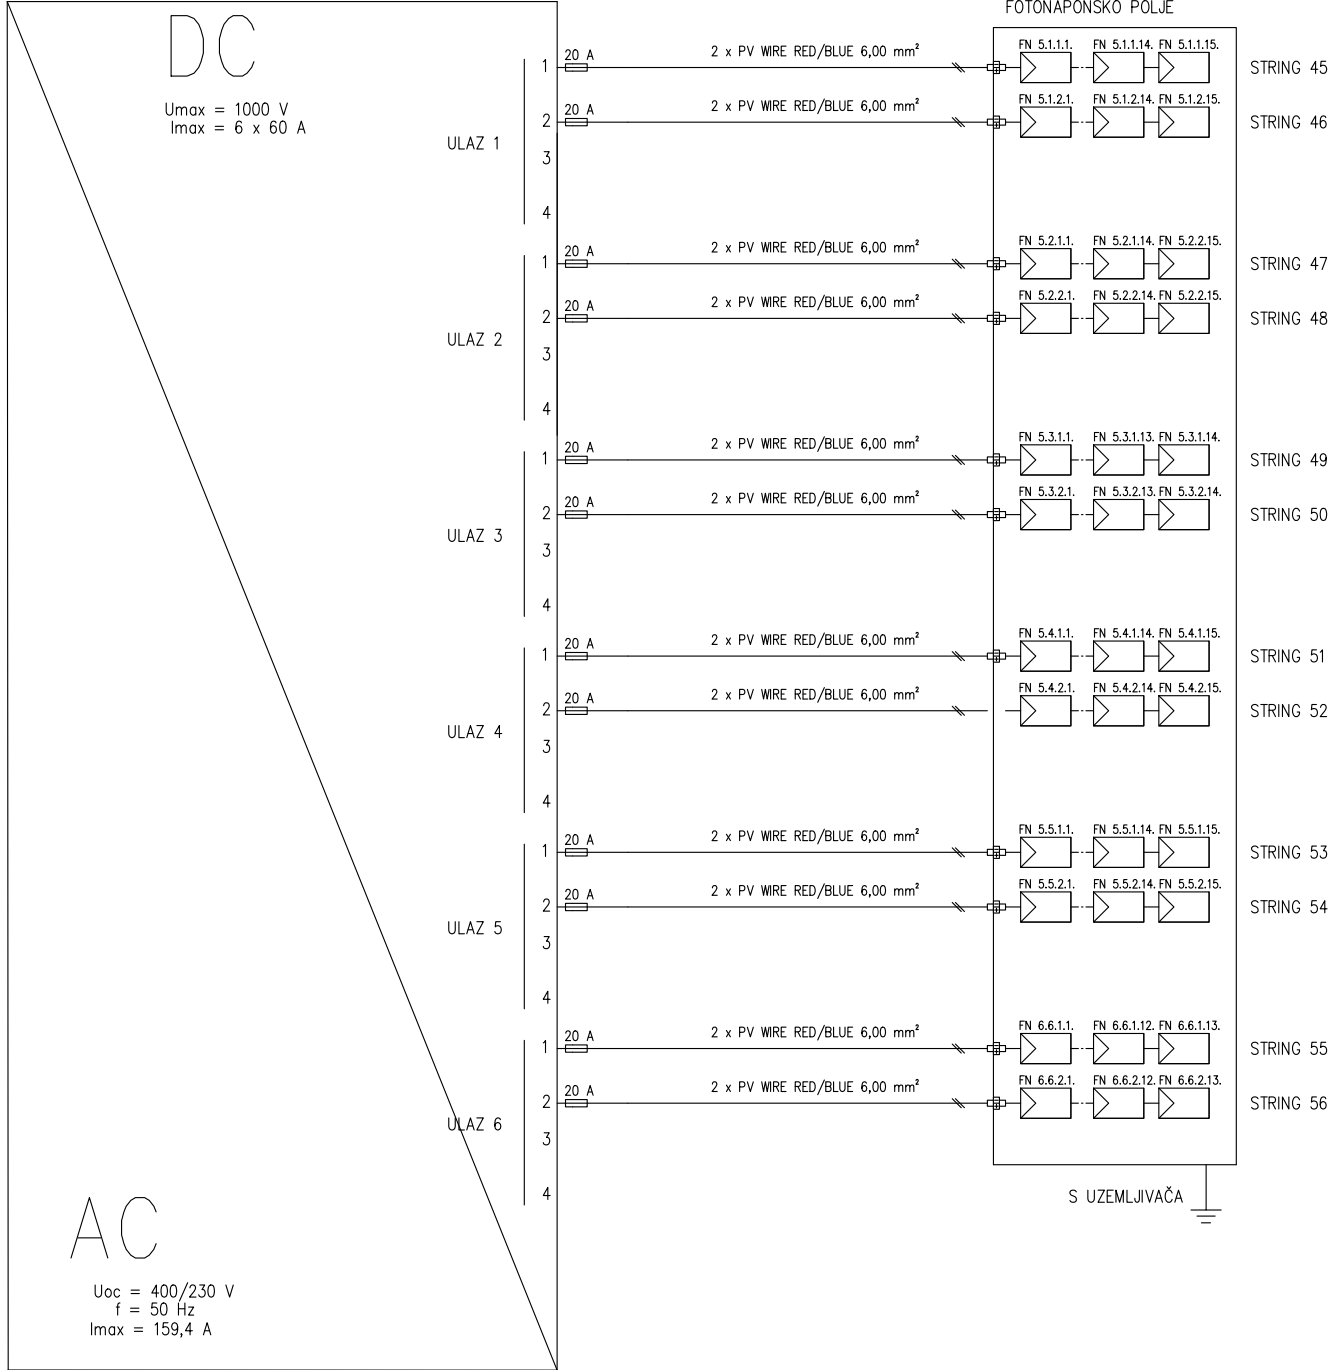 FOTONAPONSKO POLJE
DC
Umax = 1000 V
Imax = 6 x 60 A
ULAZ 1
1 20 A 2 x PV WIRE RED/BLUE 6,00 mm² FN 5.1.1.1. FN 5.1.1.14. FN 5.1.1.15. STRING 45
2 20 A 2 x PV WIRE RED/BLUE 6,00 mm² FN 5.1.2.1. FN 5.1.2.14. FN 5.1.2.15. STRING 46
3
4
ULAZ 2
1 20 A 2 x PV WIRE RED/BLUE 6,00 mm² FN 5.2.1.1. FN 5.2.1.14. FN 5.2.2.15. STRING 47
2 20 A 2 x PV WIRE RED/BLUE 6,00 mm² FN 5.2.2.1. FN 5.2.2.14. FN 5.2.2.15. STRING 48
3
4
ULAZ 3
1 20 A 2 x PV WIRE RED/BLUE 6,00 mm² FN 5.3.1.1. FN 5.3.1.13. FN 5.3.1.14. STRING 49
2 20 A 2 x PV WIRE RED/BLUE 6,00 mm² FN 5.3.2.1. FN 5.3.2.13. FN 5.3.2.14. STRING 50
3
4
ULAZ 4
1 20 A 2 x PV WIRE RED/BLUE 6,00 mm² FN 5.4.1.1. FN 5.4.1.14. FN 5.4.1.15. STRING 51
2 20 A 2 x PV WIRE RED/BLUE 6,00 mm² FN 5.4.2.1. FN 5.4.2.14. FN 5.4.2.15. STRING 52
3
4
ULAZ 5
1 20 A 2 x PV WIRE RED/BLUE 6,00 mm² FN 5.5.1.1. FN 5.5.1.14. FN 5.5.1.15. STRING 53
2 20 A 2 x PV WIRE RED/BLUE 6,00 mm² FN 5.5.2.1. FN 5.5.2.14. FN 5.5.2.15. STRING 54
3
4
ULAZ 6
1 20 A 2 x PV WIRE RED/BLUE 6,00 mm² FN 6.6.1.1. FN 6.6.1.12. FN 6.6.1.13. STRING 55
2 20 A 2 x PV WIRE RED/BLUE 6,00 mm² FN 6.6.2.1. FN 6.6.2.12. FN 6.6.2.13. STRING 56
3
4
S UZEMLJIVAČA
AC
Uoc = 400/230 V
f = 50 Hz
Imax = 159,4 A